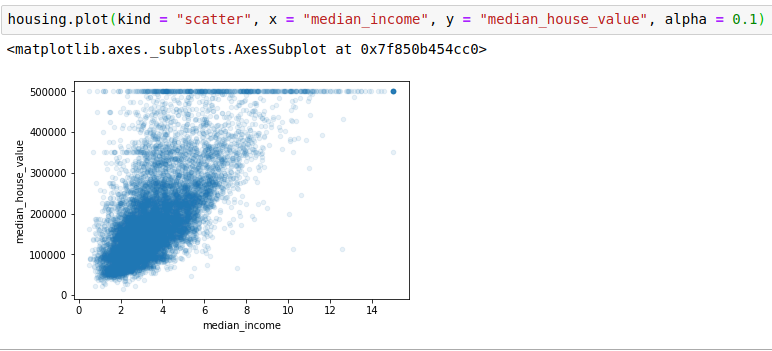 housing.plot(kind = "scatter", x = "median_income", y = "median_house_value", alpha = 0.1)
<matplotlib.axes._subplots.AxesSubplot at 0x7f850b454cc0>
500000
400000
300000
200000
100000
0
median_house_value
0 2 4 6 8 10 12 14
median_income